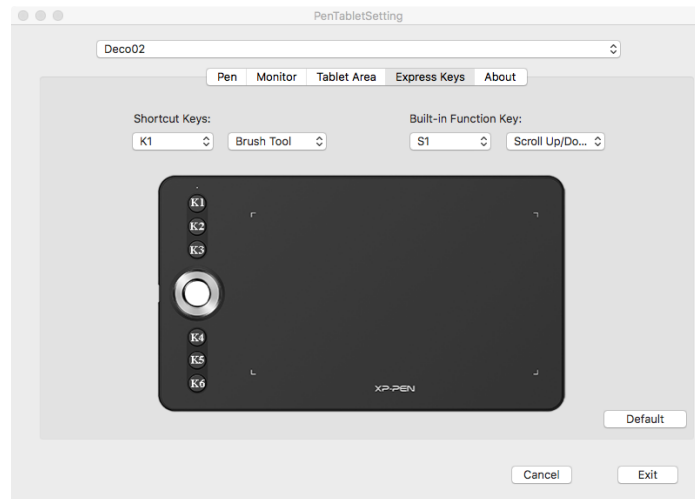 PenTabletSetting
Deco02
Pen Monitor Tablet Area Express Keys About
Shortcut Keys: Built-in Function Key:
K1 Brush Tool S1 Scroll Up/Do...
K1
K2
K3
K4
K5
K6
XP-PEN
Default
Cancel Exit